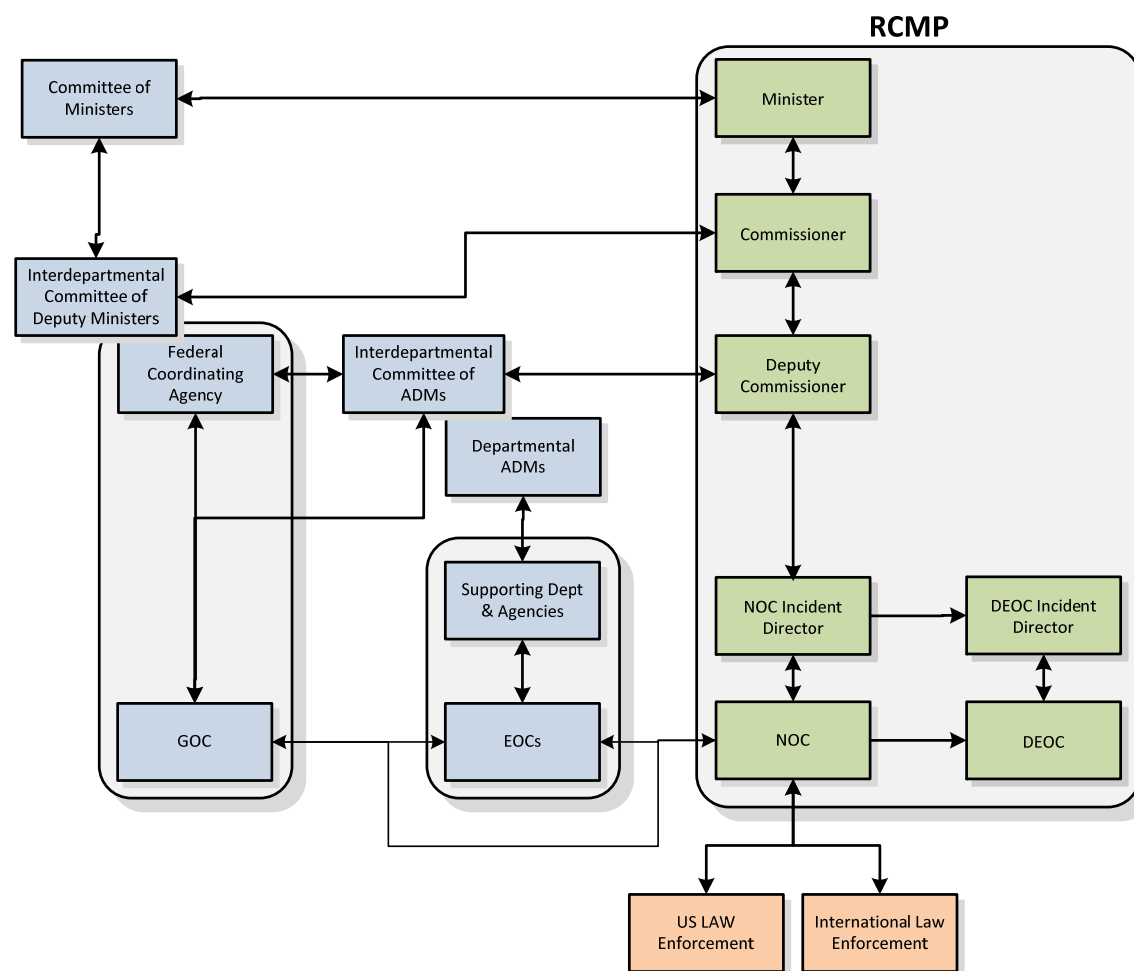 RCMP
Committee of
Ministers
Minister
Commissioner
Interdepartmental
Committee of
Deputy Ministers
Federal
Coordinating
Agency
Interdepartmental
Committee of
ADMs
Deputy
Commissioner
Departmental
ADMs
Supporting Dept
& Agencies
NOC Incident
Director
DEOC Incident
Director
GOC
EOCs
NOC
DEOC
US LAW
Enforcement
International Law
Enforcement